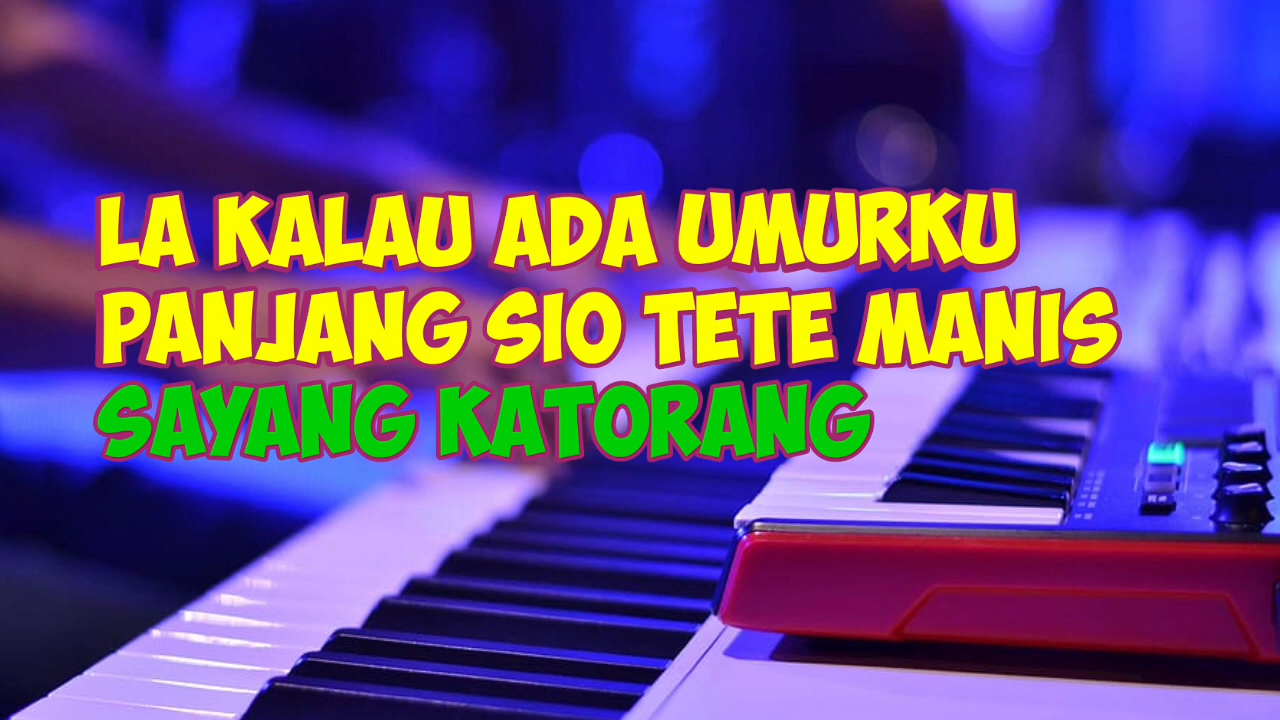 LA KALAU ADA UMURKU
PANJANG SIO TETE MANIS
SAYANG KATORANG